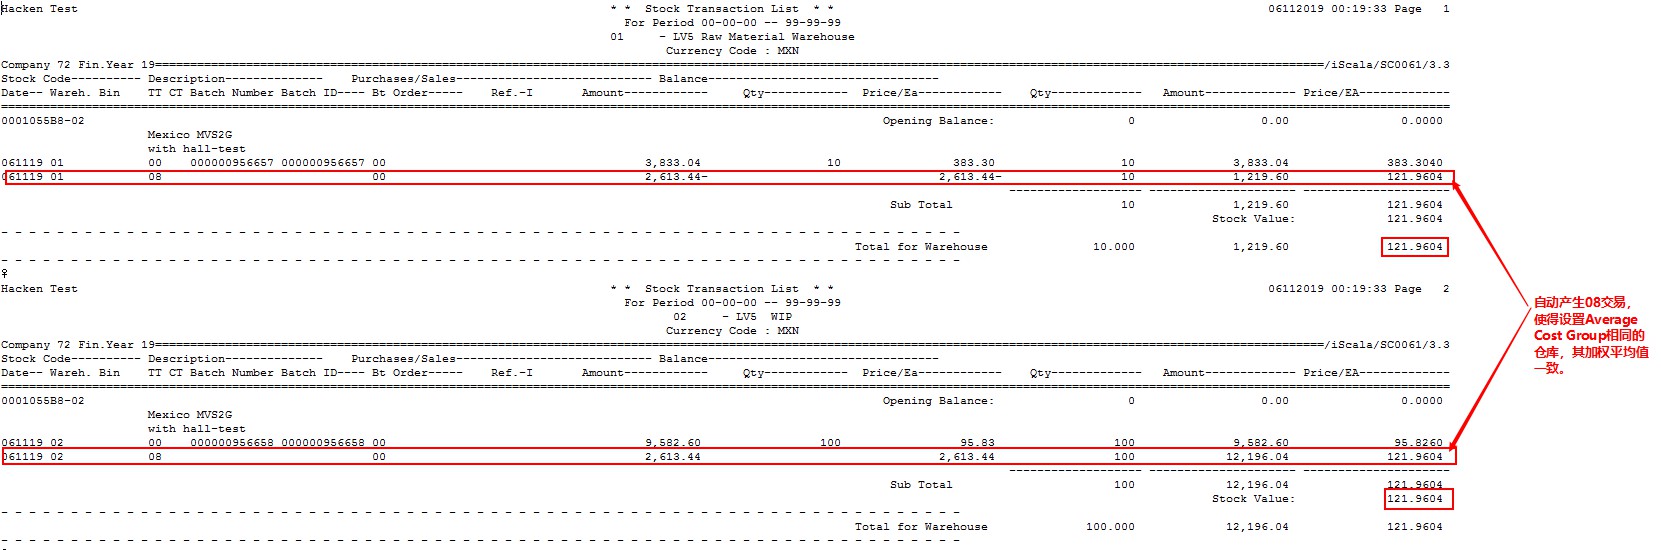 Hacken Test * * Stock Transaction List * * 06112019 00:19:33 Page 1
For Period 00-00-00 -- 99-99-99
01 - LV5 Raw Material Warehouse
Currency Code : MXN
Company 72 Fin.Year 19=====================/iScala/SC0061/3.3
Stock Code---------- Description-------------- Purchases/Sales---------------------------- Balance---------------------------------
Date-- Wareh. Bin TT CT Batch Number Batch ID---- Bt Order----- Ref.-I Amount------------ Qty------------ Price/Ea------------ Qty------------- Amount------------- Price/EA-------------
0001055B8-02 Opening Balance: 0 0.00 0.0000
Mexico MVS2G
with hall-test
061119 01 00 000000956657 000000956657 00 3,833.04 10 383.30 10 3,833.04 383.3040
061119 01 08 00 2,613.44- 2,613.44- 10 1,219.60 121.9604
Sub Total 10 1,219.60 121.9604
Stock Value: 121.9604
Total for Warehouse 10.000 1,219.60 121.9604
Hacken Test * * Stock Transaction List * * 06112019 00:19:33 Page 2
For Period 00-00-00 -- 99-99-99
02 - LV5 WIP
Currency Code : MXN
Company 72 Fin.Year 19=====================/iScala/SC0061/3.3
Stock Code---------- Description-------------- Purchases/Sales---------------------------- Balance---------------------------------
Date-- Wareh. Bin TT CT Batch Number Batch ID---- Bt Order----- Ref.-I Amount------------ Qty------------ Price/Ea------------ Qty------------- Amount------------- Price/EA-------------
0001055B8-02 Opening Balance: 0 0.00 0.0000
Mexico MVS2G
with hall-test
061119 02 00 000000956658 000000956658 00 9,582.60 100 95.83 100 9,582.60 95.8260
061119 02 08 00 2,613.44 2,613.44 100 12,196.04 121.9604
Sub Total 100 12,196.04 121.9604
Stock Value: 121.9604
Total for Warehouse 100.000 12,196.04 121.9604
自动产生08交易，
使得设置Average
Cost Group相同的
仓库，其加权平均值
一致。